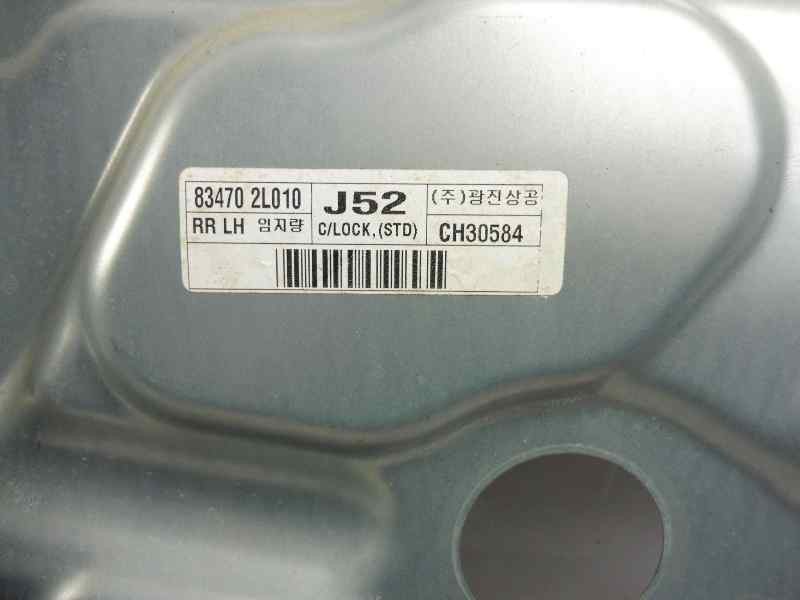 83470 2L010
J52
(주)광진상공
RR LH 임지량
C/LOCK,(STD)
CH30584